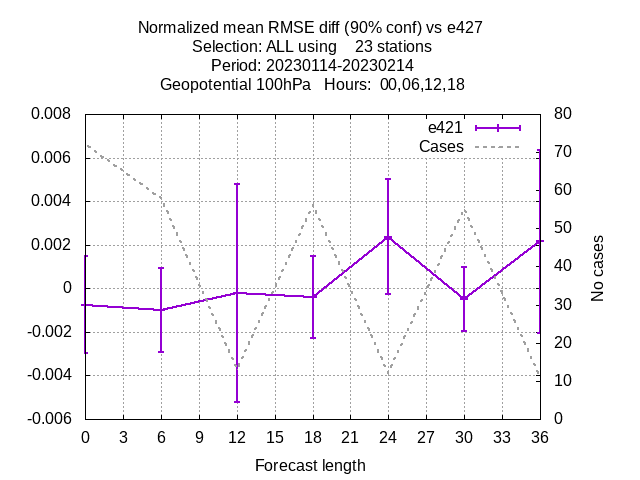 Normalized mean RMSE diff (90% conf) vs e427
Selection: ALL using    23 stations
Period: 20230114-20230214
Geopotential 100hPa   Hours:  00,06,12,18
0.008
0.006
0.004
0.002
0
-0.002
-0.004
-0.006
80
70
60
50
40
30
20
10
0
e421
Cases
No cases
0 3 6 9 12 15 18 21 24 27 30 33 36
Forecast length